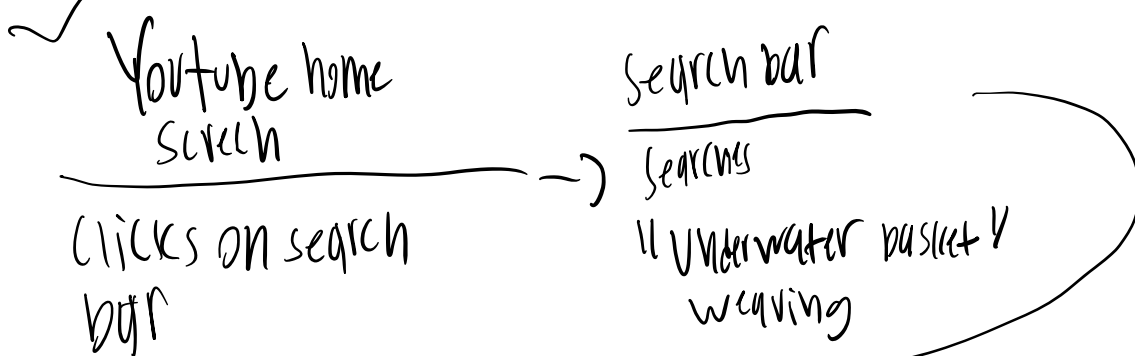 Youtube home
screen
Clicks on search
bar
search bar
searches
"Underwater basket"
weaving